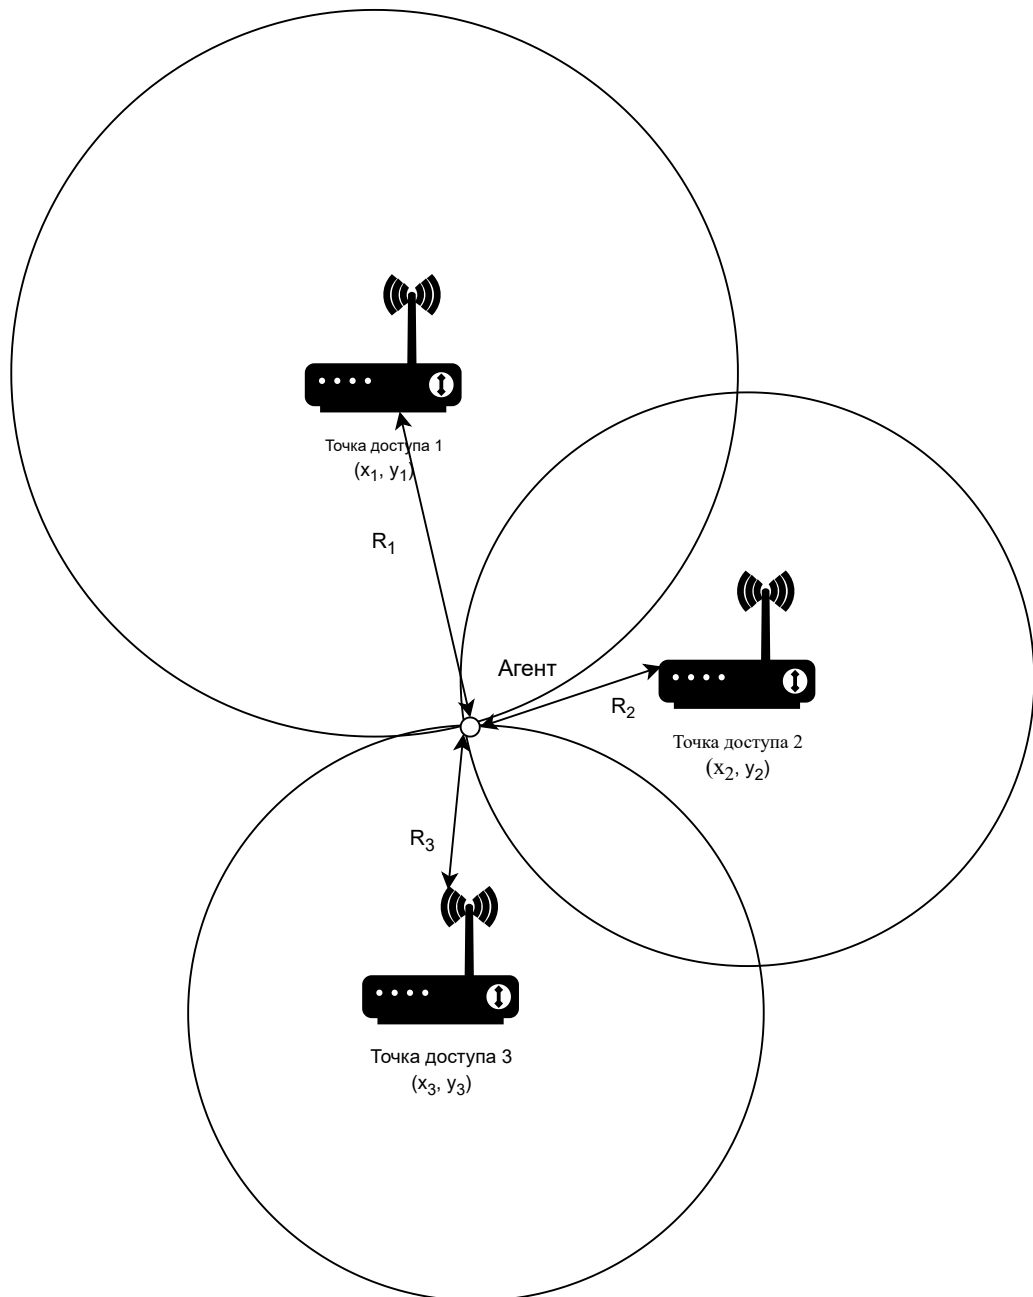 Точка доступа 1
(x₁, y₁)
R₁
Агент
R₂
Точка доступа 2
(x₂, y₂)
R₃
Точка доступа 3
(x₃, y₃)